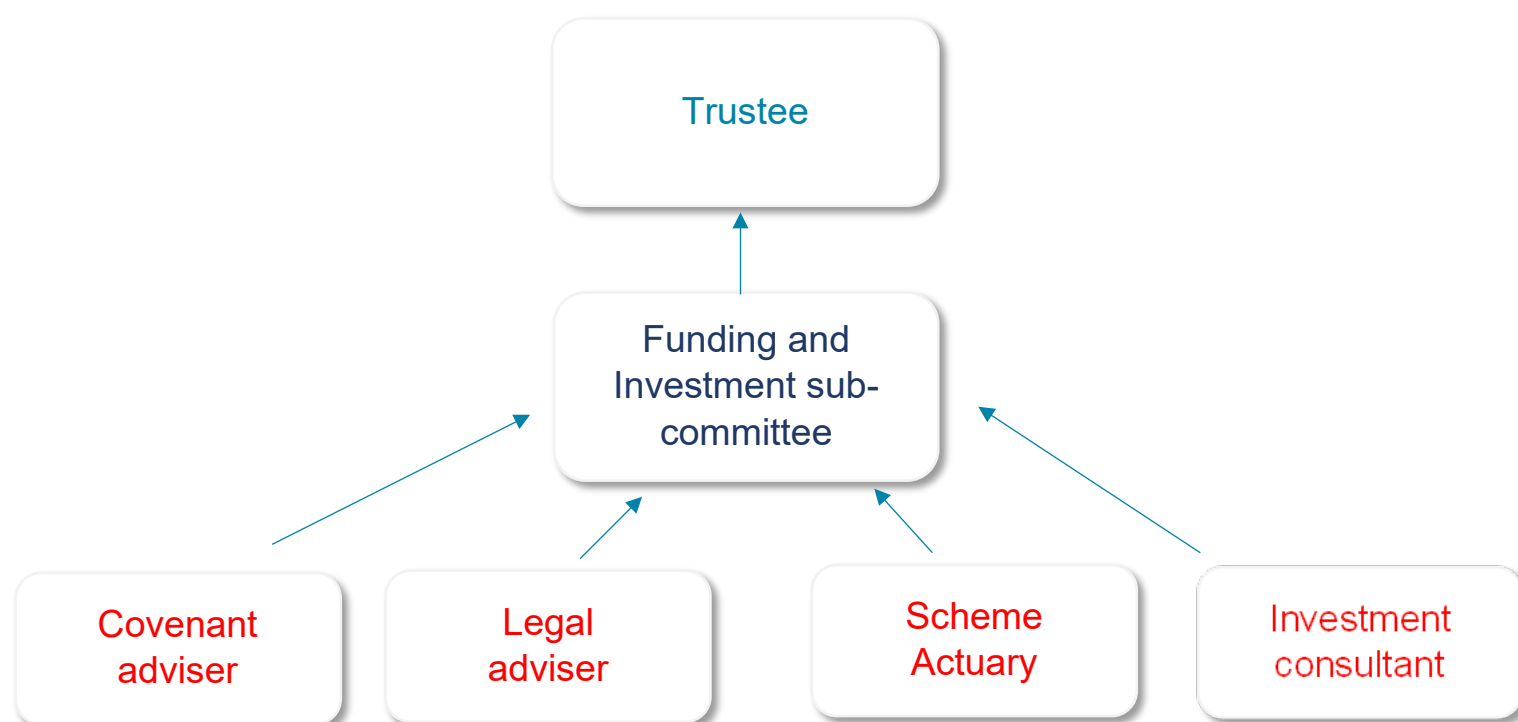 Trustee
Funding and
Investment sub-
committee
Covenant
adviser
Legal
adviser
Scheme
Actuary
Investment
consultant